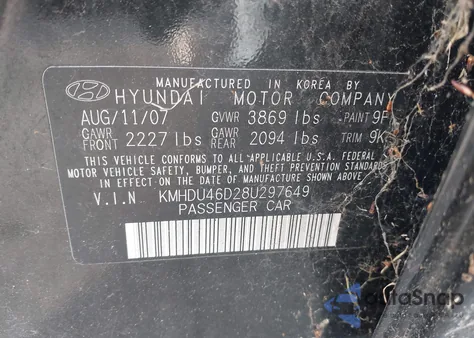 MANUFACTURED IN KOREA BY
HYUNDAI MOTOR COMPANY
AUG/11/07 GVWR 3869 lbs PAINT 9F
GAWR FRONT 2227 lbs GAWR REAR 2094 lbs TRIM 9K
THIS VEHICLE CONFORMS TO ALL APPLICABLE U.S.A. FEDERAL
MOTOR VEHICLE SAFETY, BUMPER, AND THEFT PREVENTION STANDARDS
IN EFFECT ON THE DATE OF MANUFACTURE SHOWN ABOVE.
V.I.N KMHDU46D28U297649
PASSENGER CAR
AutoSnap